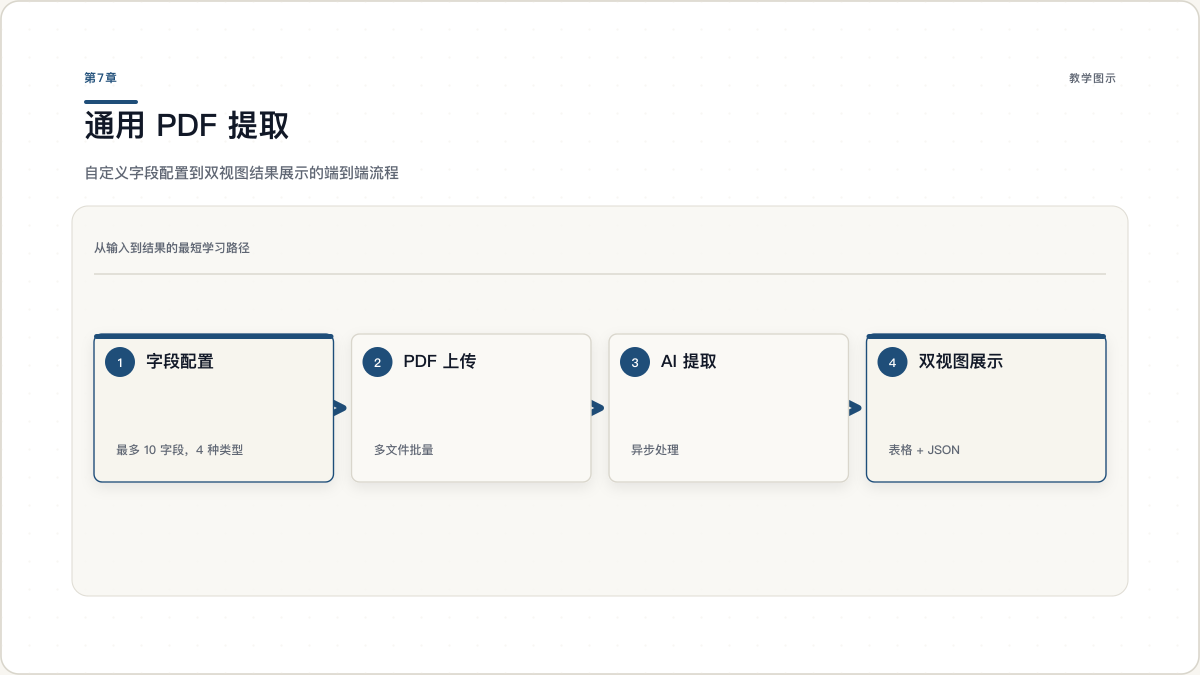 第7章
教学图示
通用 PDF 提取
自定义字段配置到双视图结果展示的端到端流程
从输入到结果的最短学习路径
1 字段配置
最多 10 字段，4 种类型
2 PDF 上传
多文件批量
3 AI 提取
异步处理
4 双视图展示
表格 + JSON